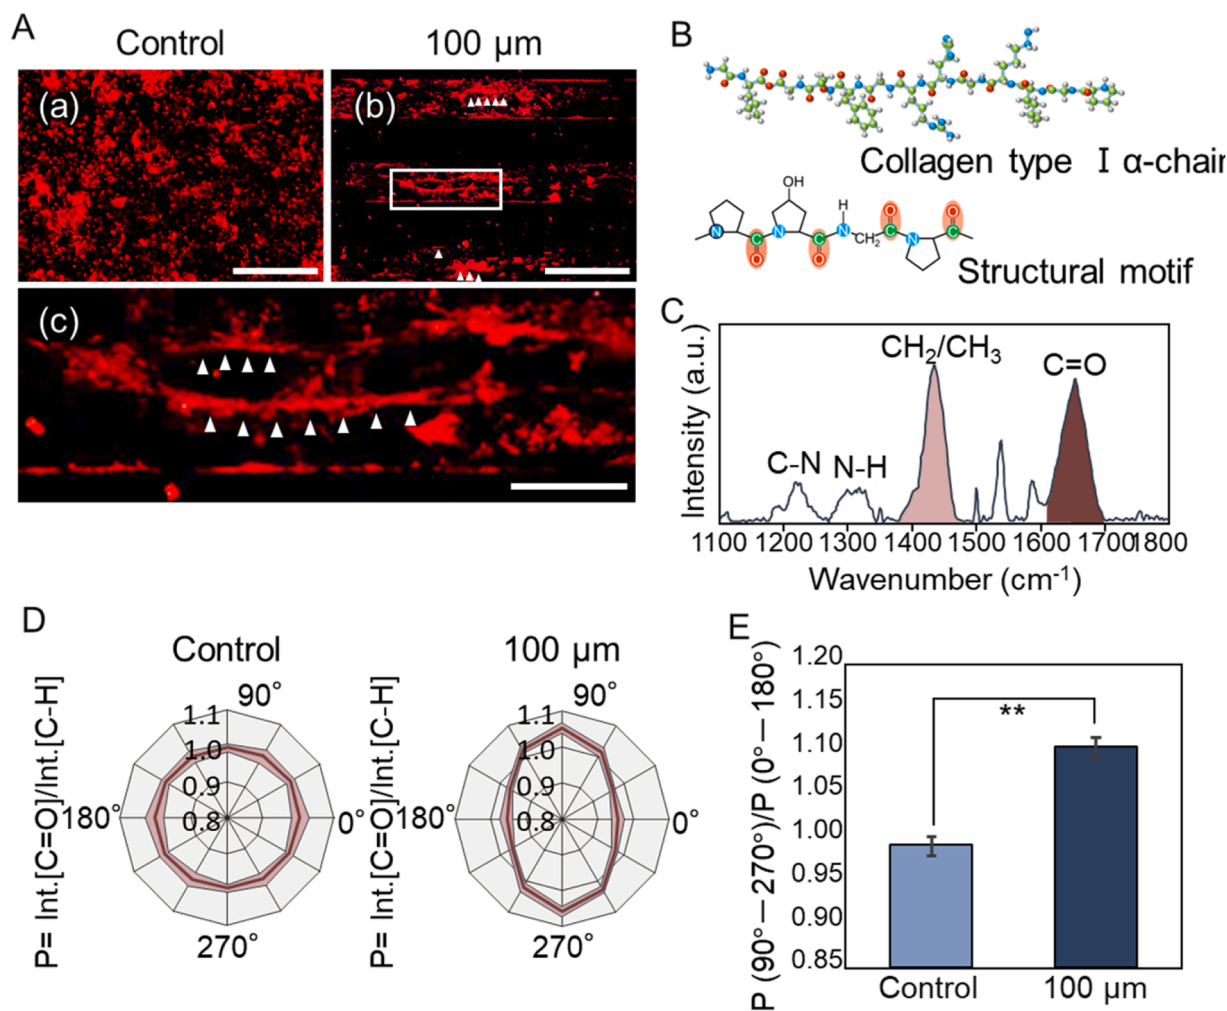 A
Control
100 μm
(a)
(b)
(c)
B
Collagen type Ⅰ α-chair
OH
H
N
C
O
N
C
O
N
CH2
C
O
N
C
O
Structural motif
C
Intensity (a.u.)
CH2/CH3
C=O
C-N
N-H
1100 1200 1300 1400 1500 1600 1700 1800
Wavenumber (cm-1)
D
Control
P= Int.[C=O]/Int.[C-H]
90°
1.1
1.0
0.9
0.8
180°
0°
270°
100 μm
P= Int.[C=O]/Int.[C-H]
90°
1.1
1.0
0.9
0.8
180°
0°
270°
E
P (90°—270°)/P (0°—180°)
1.20
1.15
1.10
1.05
1.00
0.95
0.90
0.85
**
Control
100 μm